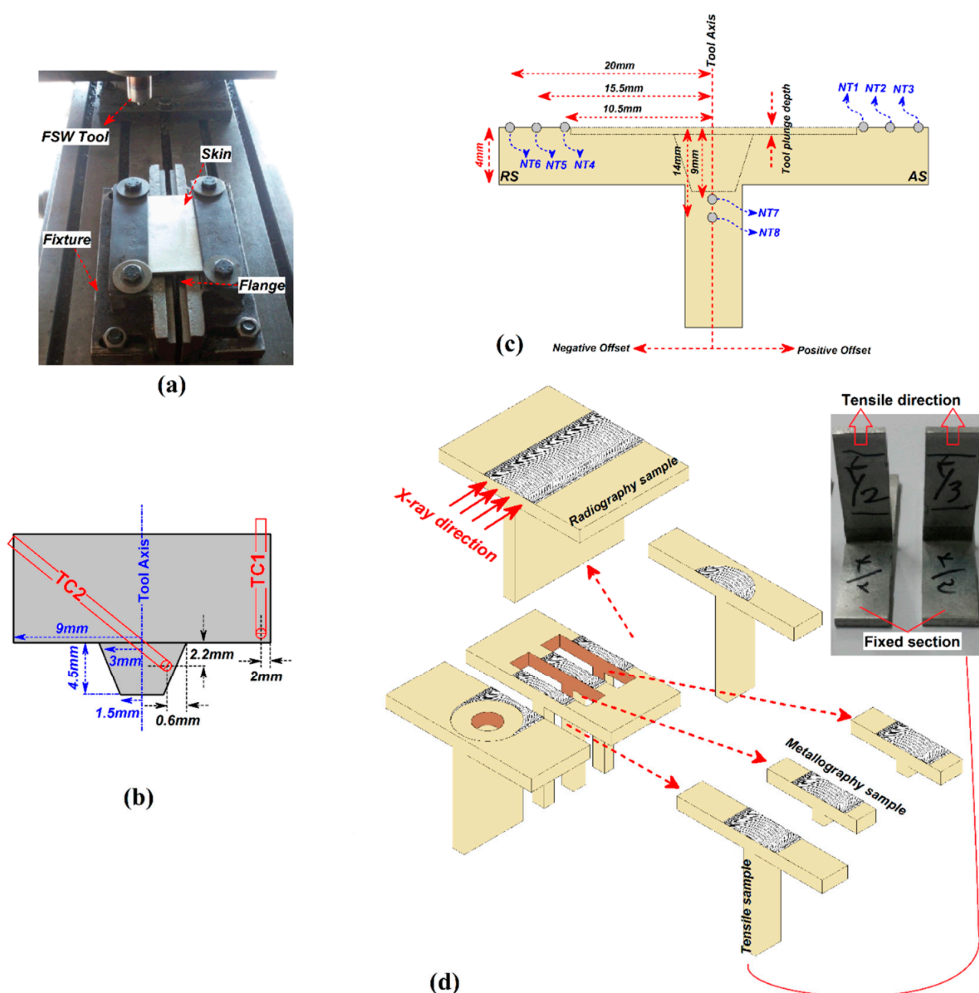 FSW Tool
Skin
Fixture
Flange
(a)
Tool Axis
20mm
15.5mm
10.5mm
NT1
NT2
NT3
Tool plunge depth
4mm
14mm
9mm
RS
NT6
NT5
NT4
AS
NT7
NT8
(c)
Negative Offset
Positive Offset
TC2
Tool Axis
TC1
9mm
3mm
4.5mm
2.2mm
2mm
1.5mm
0.6mm
(b)
Tensile direction
Fixed section
X-ray direction
Radiography sample
Metallography sample
Tensile sample
(d)